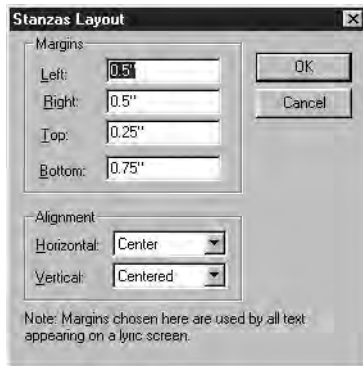 Stanzas Layout
Margins
Left: 0.5"
Right: 0.5"
Top: 0.25"
Bottom: 0.75"
OK
Cancel
Alignment
Horizontal: Center
Vertical: Centered
Note: Margins chosen here are used by all text
appearing on a lyric screen.